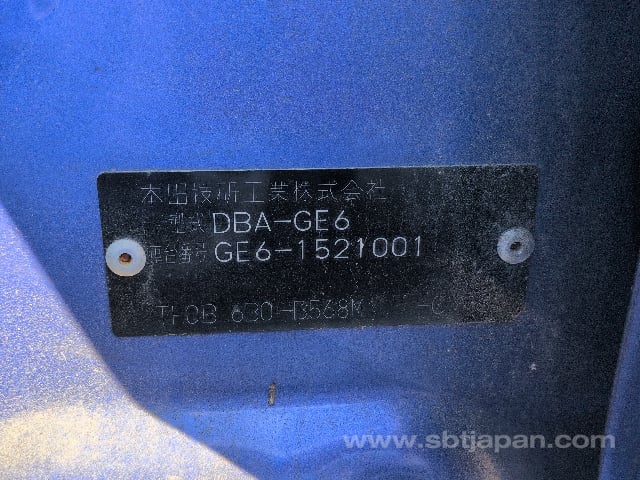 本田技研工業株式会社
型式 DBA-GE6
車台番号 GE6-1521001
B-568M
www.sbtjapan.com